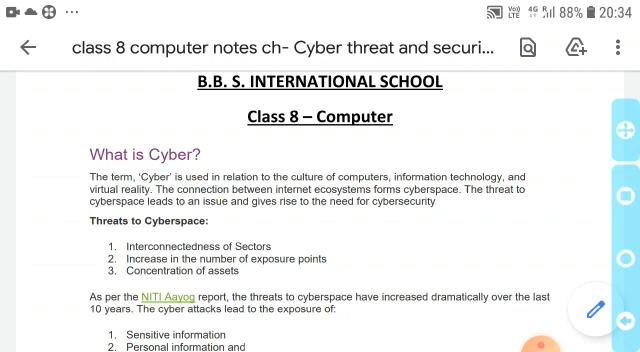 Vo)) LTE 4G R 88% 20:34
class 8 computer notes ch- Cyber threat and securi...
B.B. S. INTERNATIONAL SCHOOL
Class 8 – Computer
What is Cyber?
The term, 'Cyber' is used in relation to the culture of computers, information technology, and
virtual reality. The connection between internet ecosystems forms cyberspace. The threat to
cyberspace leads to an issue and gives rise to the need for cybersecurity
Threats to Cyberspace:
1. Interconnectedness of Sectors
2. Increase in the number of exposure points
3. Concentration of assets
As per the NITI Aayog report, the threats to cyberspace have increased dramatically over the last
10 years. The cyber attacks lead to the exposure of:
1. Sensitive information
2. Personal information and